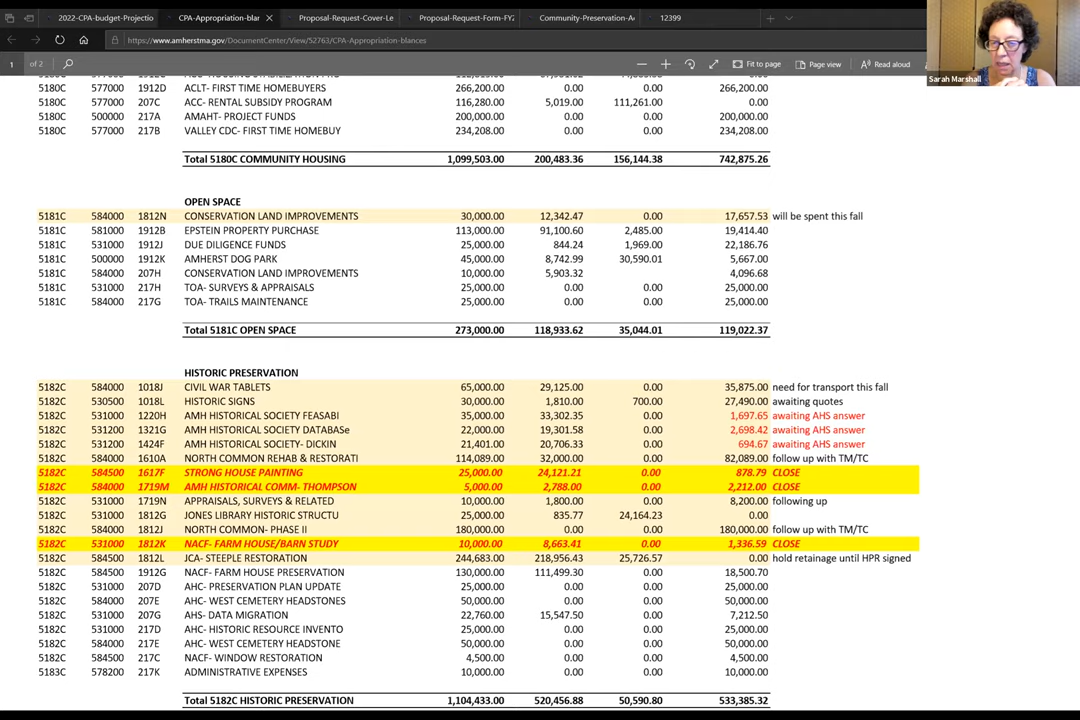 2022-CPA-budget-Projectio
CPA-Appropriation-blar
Proposal-Request-Cover-Le
Proposal-Request-Form-FY2
Community-Preservation-Ac
12399
https://www.amherstma.gov/DocumentCenter/View/52763/CPA-Appropriation-blances
1 of 2
Fit to page
Page view
Read aloud
Sarah Marshall
5180C 577000 1912D ACLT- FIRST TIME HOMEBUYERS 266,200.00 0.00 0.00 266,200.00
5180C 577000 207C ACC- RENTAL SUBSIDY PROGRAM 116,280.00 5,019.00 111,261.00 0.00
5180C 500000 217A AMAHT- PROJECT FUNDS 200,000.00 0.00 0.00 200,000.00
5180C 577000 217B VALLEY CDC- FIRST TIME HOMEBUY 234,208.00 0.00 0.00 234,208.00
Total 5180C COMMUNITY HOUSING 1,099,503.00 200,483.36 156,144.38 742,875.26
OPEN SPACE
5181C 584000 1812N CONSERVATION LAND IMPROVEMENTS 30,000.00 12,342.47 0.00 17,657.53 will be spent this fall
5181C 581000 1912B EPSTEIN PROPERTY PURCHASE 113,000.00 91,100.60 2,485.00 19,414.40
5181C 531000 1912J DUE DILIGENCE FUNDS 25,000.00 844.24 1,969.00 22,186.76
5181C 500000 1912K AMHERST DOG PARK 45,000.00 8,742.99 30,590.01 5,667.00
5181C 584000 207H CONSERVATION LAND IMPROVEMENTS 10,000.00 5,903.32 4,096.68
5181C 531000 217H TOA- SURVEYS & APPRAISALS 25,000.00 0.00 0.00 25,000.00
5181C 584000 217G TOA- TRAILS MAINTENANCE 25,000.00 0.00 0.00 25,000.00
Total 5181C OPEN SPACE 273,000.00 118,933.62 35,044.01 119,022.37
HISTORIC PRESERVATION
5182C 584000 1018J CIVIL WAR TABLETS 65,000.00 29,125.00 0.00 35,875.00 need for transport this fall
5182C 530500 1018L HISTORIC SIGNS 30,000.00 1,810.00 700.00 27,490.00 awaiting quotes
5182C 531000 1220H AMH HISTORICAL SOCIETY FEASABI 35,000.00 33,302.35 0.00 1,697.65 awaiting AHS answer
5182C 531200 1321G AMH HISTORICAL SOCIETY DATABASe 22,000.00 19,301.58 0.00 2,698.42 awaiting AHS answer
5182C 531200 1424F AMH HISTORICAL SOCIETY- DICKIN 21,401.00 20,706.33 0.00 694.67 awaiting AHS answer
5182C 584000 1610A NORTH COMMON REHAB & RESTORATI 114,089.00 32,000.00 0.00 82,089.00 follow up with TM/TC
5182C 584500 1617F STRONG HOUSE PAINTING 25,000.00 24,121.21 0.00 878.79 CLOSE
5182C 584000 1719M AMH HISTORICAL COMM- THOMPSON 5,000.00 2,788.00 0.00 2,212.00 CLOSE
5182C 531000 1719N APPRAISALS, SURVEYS & RELATED 10,000.00 1,800.00 0.00 8,200.00 following up
5182C 531000 1812G JONES LIBRARY HISTORIC STRUCTU 25,000.00 835.77 24,164.23 0.00
5182C 584000 1812J NORTH COMMON- PHASE II 180,000.00 0.00 0.00 180,000.00 follow up with TM/TC
5182C 531000 1812K NACF- FARM HOUSE/BARN STUDY 10,000.00 8,663.41 0.00 1,336.59 CLOSE
5182C 584500 1812L JCA- STEEPLE RESTORATION 244,683.00 218,956.43 25,726.57 0.00 hold retainage until HPR signed
5182C 584500 1912G NACF- FARM HOUSE PRESERVATION 130,000.00 111,499.30 0.00 18,500.70
5182C 531000 207D AHC- PRESERVATION PLAN UPDATE 25,000.00 0.00 0.00 25,000.00
5182C 584000 207E AHC- WEST CEMETERY HEADSTONES 50,000.00 0.00 0.00 50,000.00
5182C 531000 207G AHS- DATA MIGRATION 22,760.00 15,547.50 0.00 7,212.50
5182C 531000 217D AHC- HISTORIC RESOURCE INVENTO 25,000.00 0.00 0.00 25,000.00
5182C 584000 217E AHC- WEST CEMETERY HEADSTONE 50,000.00 0.00 0.00 50,000.00
5182C 584500 217C NACF- WINDOW RESTORATION 4,500.00 0.00 0.00 4,500.00
5183C 578200 217K ADMINISTRATIVE EXPENSES 10,000.00 0.00 0.00 10,000.00
Total 5182C HISTORIC PRESERVATION 1,104,433.00 520,456.88 50,590.80 533,385.32